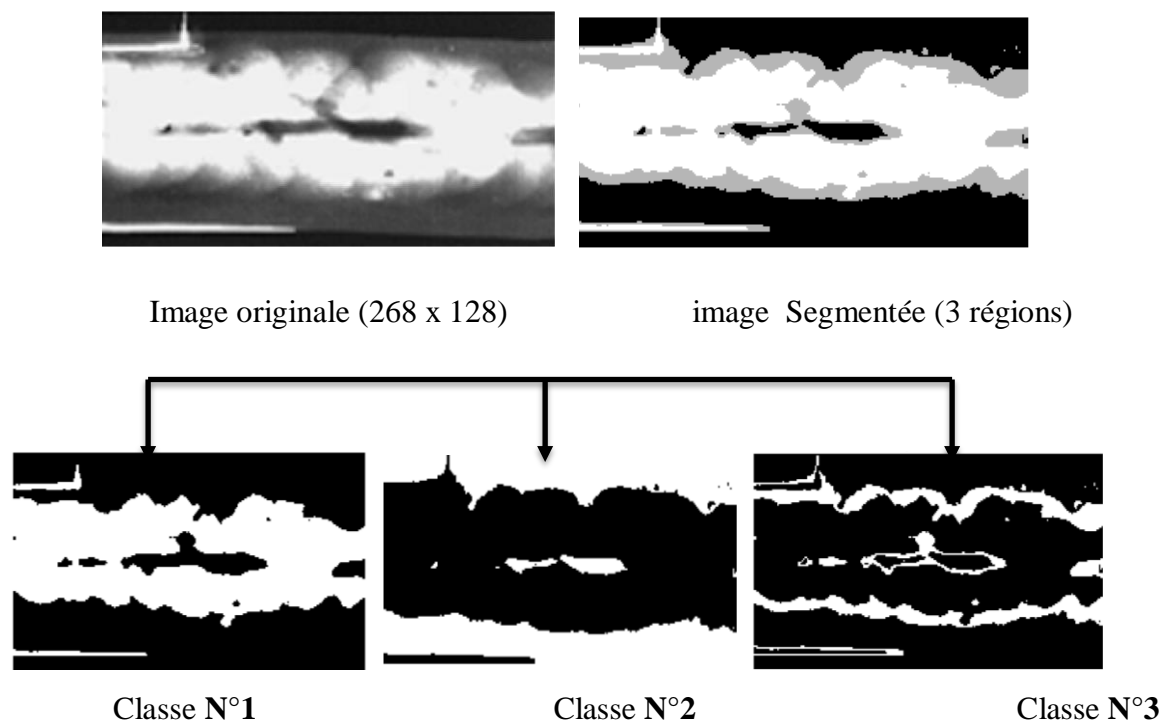 Image originale (268 x 128) image Segmentée (3 régions)
Classe N°1 Classe N°2 Classe N°3